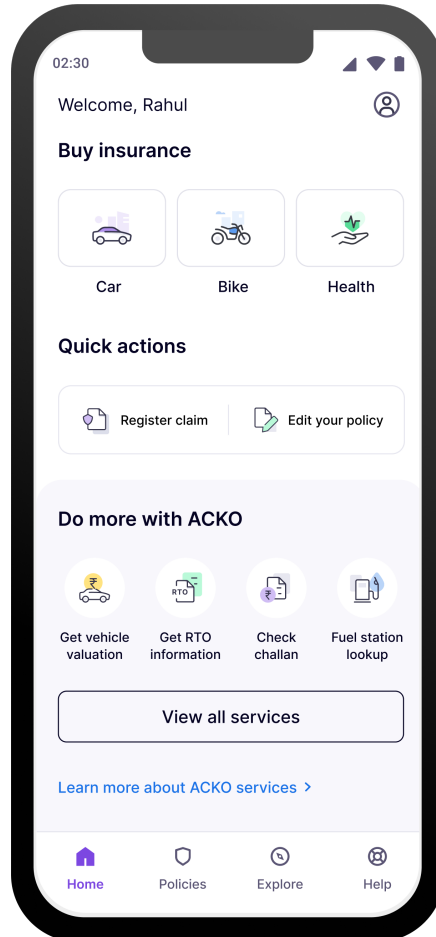 02:30
Welcome, Rahul
Buy insurance
Car
Bike
Health
Quick actions
Register claim
Edit your policy
Do more with ACKO
₹
RTO
₹
Get vehicle
valuation
Get RTO
information
Check
challan
Fuel station
lookup
View all services
Learn more about ACKO services >
Home
Policies
Explore
Help